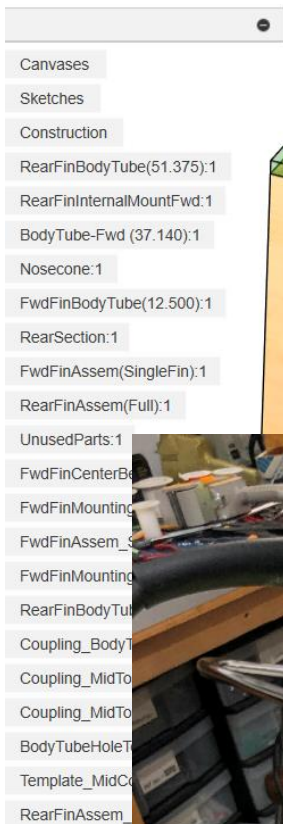 Canvases
Sketches
Construction
RearFinBodyTube(51.375):1
RearFinInternalMountFwd:1
BodyTube-Fwd (37.140):1
Nosecone:1
FwdFinBodyTube(12.500):1
RearSection:1
FwdFinAssem(SingleFin):1
RearFinAssem(Full):1
UnusedParts:1
FwdFinCenterBe
FwdFinMounting
FwdFinAssem_S
FwdFinMounting
RearFinBodyTub
Coupling_BodyT
Coupling_MidTo
Coupling_MidTo
BodyTubeHoleTe
Template_MidCo
RearFinAssem_